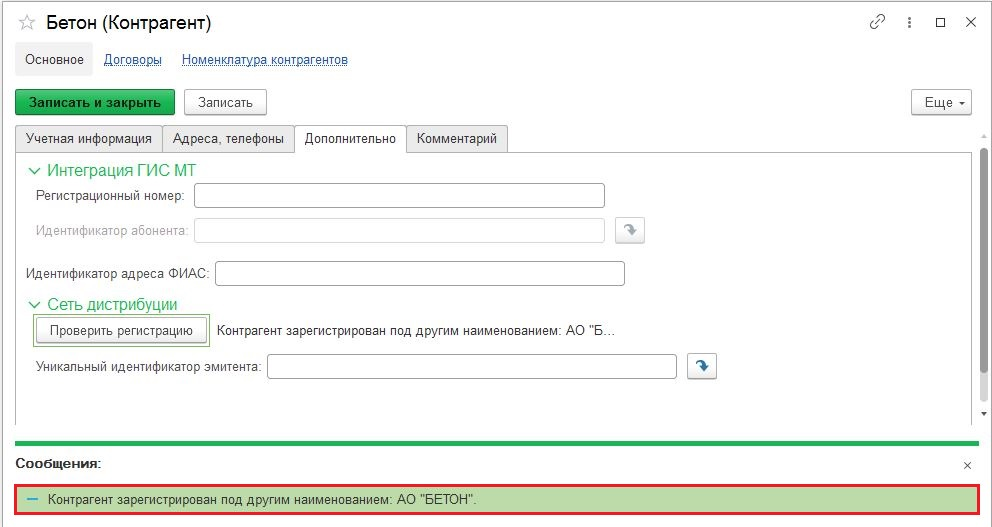 Бетон (Контрагент)
Основное Договоры Номенклатура контрагентов
Записать и закрыть Записать Еще
Учетная информация Адреса, телефоны Дополнительно Комментарий
Интеграция ГИС МТ
Регистрационный номер:
Идентификатор абонента:
Идентификатор адреса ФИАС:
Сеть дистрибуции
Проверить регистрацию Контрагент зарегистрирован под другим наименованием: АО "Б...
Уникальный идентификатор эмитента:
Сообщения:
Контрагент зарегистрирован под другим наименованием: АО "БЕТОН".